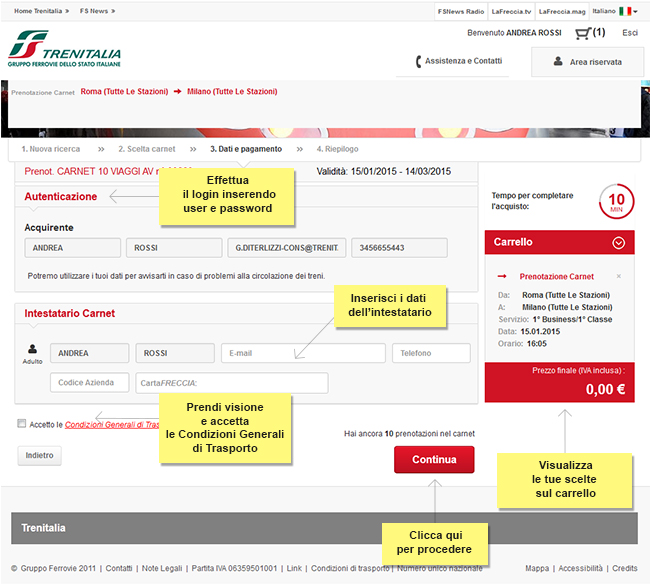 Home Trenitalia » FS News »
FSNews Radio LaFreccia.tv LaFreccia.mag Italiano
Benvenuto ANDREA ROSSI (1) Esci
TRENITALIA
GRUPPO FERROVIE DELLO STATO ITALIANE
Assistenza e Contatti
Area riservata
Prenotazione Carnet Roma (Tutte Le Stazioni) Milano (Tutte Le Stazioni)
1. Nuova ricerca » 2. Scelta carnet » 3. Dati e pagamento » 4. Riepilogo
Prenot. CARNET 10 VIAGGI AV
Validità: 15/01/2015 - 14/03/2015
Effettua
il login inserendo
user e password
Autenticazione
Acquirente
ANDREA ROSSI G.DITERLIZZI-CONS@TRENIT 3456655443
Potremo utilizzare i tuoi dati per avvisarti in caso di problemi alla circolazione dei treni.
Tempo per completare
l'acquisto:
10
MIN
Carrello
Prenotazione Carnet ×
Da: Roma (Tutte Le Stazioni)
A: Milano (Tutte Le Stazioni)
Servizio: 1° Business/1° Classe
Data: 15.01.2015
Orario: 16:05
Prezzo finale (IVA inclusa) :
0,00 €
Intestatario Carnet
Inserisci i dati
dell'intestatario
Adulto
ANDREA ROSSI E-mail Telefono
Codice Azienda CartaFRECCIA:
Prendi visione
e accetta
le Condizioni Generali
di Trasporto
Accetto le Condizioni Generali di Tras
Hai ancora 10 prenotazioni nel carnet
Indietro
Continua
Visualizza
le tue scelte
sul carrello
Trenitalia
Clicca qui
per procedere
© Gruppo Ferrovie 2011 | Contatti | Note Legali | Partita IVA 06359501001 | Link | Condizioni di trasporto | Numero unico nazionale
Mappa | Accessibilità | Credits